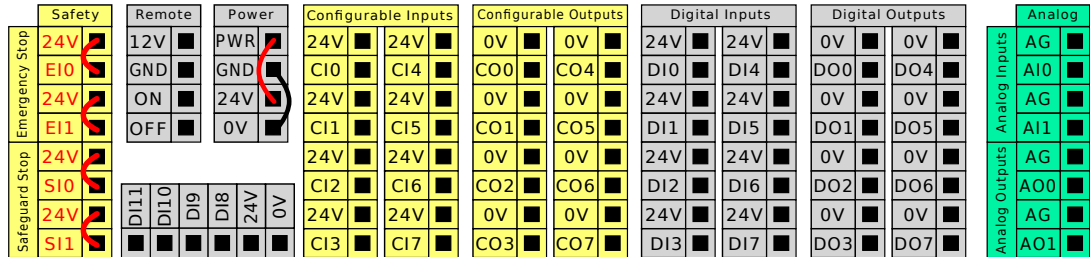 Safety
Emergency Stop
24V
EI0
24V
EI1
Safeguard Stop
24V
SI0
24V
SI1
Remote
12V
GND
ON
OFF
Power
PWR
GND
24V
0V
DI11
DI10
DI9
DI8
24V
0V
Configurable Inputs
24V 24V
CI0 CI4
24V 24V
CI1 CI5
24V 24V
CI2 CI6
24V 24V
CI3 CI7
Configurable Outputs
0V 0V
CO0 CO4
0V 0V
CO1 CO5
0V 0V
CO2 CO6
0V 0V
CO3 CO7
Digital Inputs
24V 24V
DI0 DI4
24V 24V
DI1 DI5
24V 24V
DI2 DI6
24V 24V
DI3 DI7
Digital Outputs
0V 0V
DO0 DO4
0V 0V
DO1 DO5
0V 0V
DO2 DO6
0V 0V
DO3 DO7
Analog
Analog Inputs
AG
AI0
AG
AI1
Analog Outputs
AG
AO0
AG
AO1